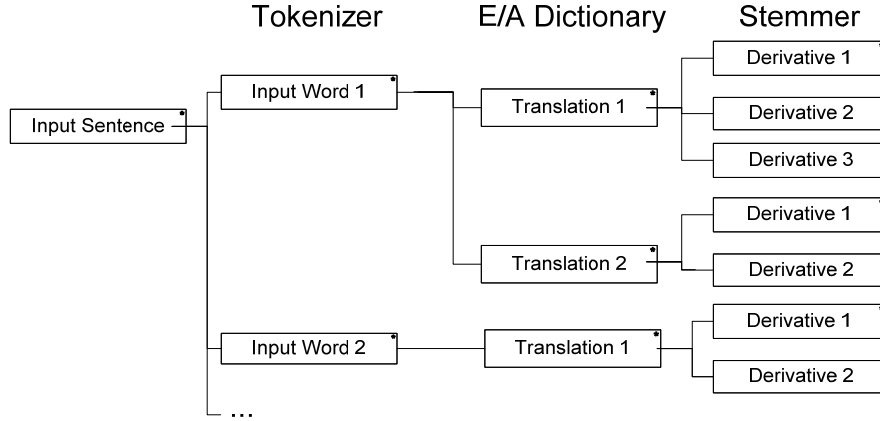 Tokenizer
E/A Dictionary
Stemmer
Input Sentence *
Input Word 1 *
Translation 1 *
Derivative 1
Derivative 2
Derivative 3
Translation 2 *
Derivative 1
Derivative 2
Input Word 2 *
Translation 1 *
Derivative 1
Derivative 2
...